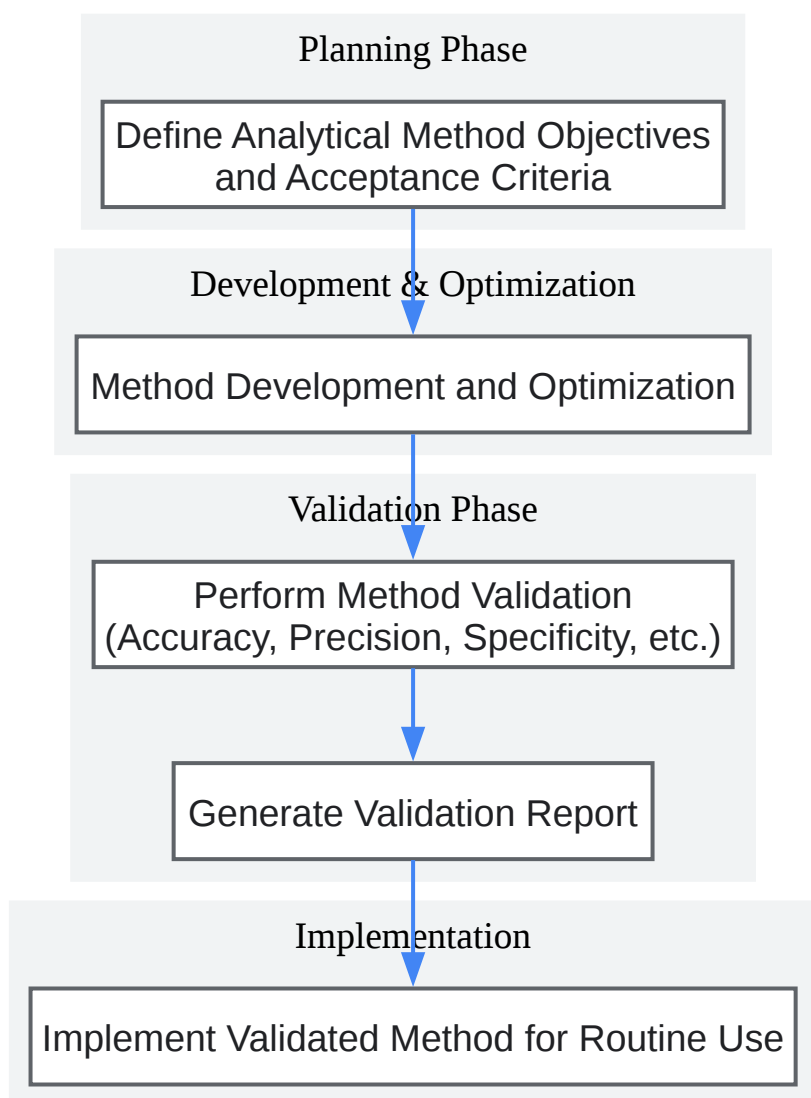 Planning Phase
Define Analytical Method Objectives
and Acceptance Criteria
Development & Optimization
Method Development and Optimization
Validation Phase
Perform Method Validation
(Accuracy, Precision, Specificity, etc.)
Generate Validation Report
Implementation
Implement Validated Method for Routine Use